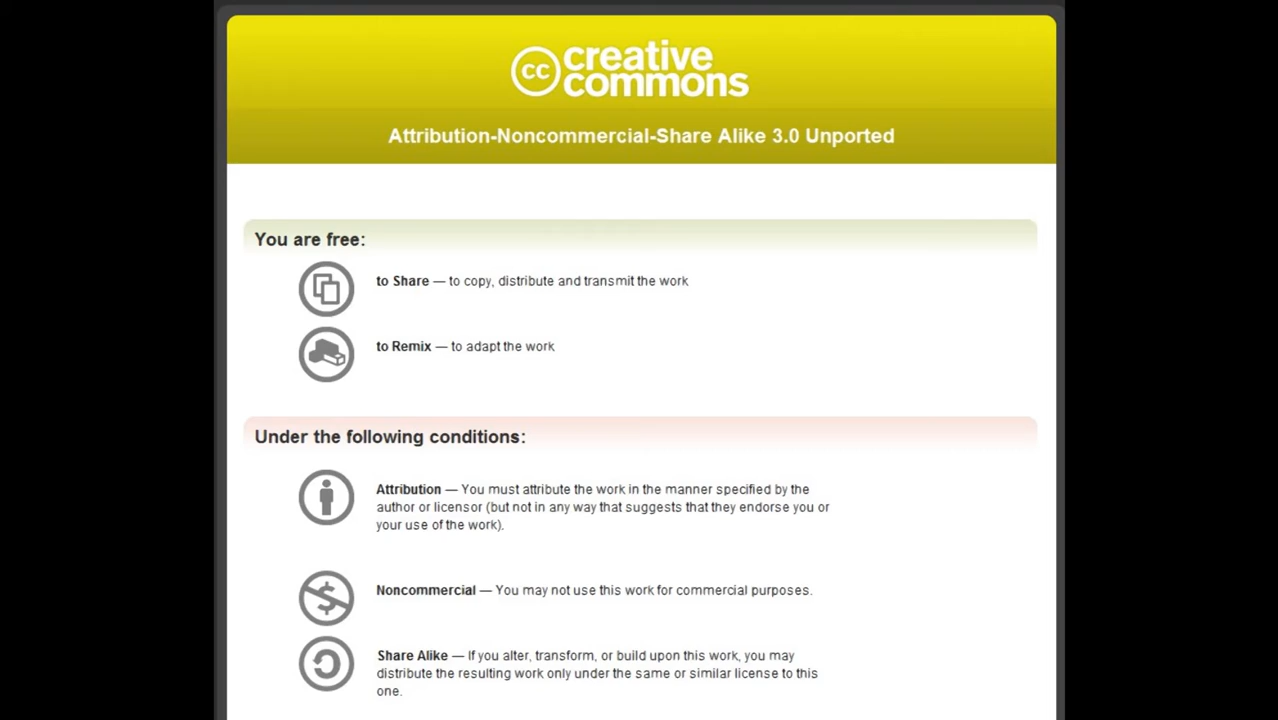 cc creative
commons
Attribution-Noncommercial-Share Alike 3.0 Unported
You are free:
to Share — to copy, distribute and transmit the work
to Remix — to adapt the work
Under the following conditions:
Attribution — You must attribute the work in the manner specified by the
author or licensor (but not in any way that suggests that they endorse you or
your use of the work).
Noncommercial — You may not use this work for commercial purposes.
Share Alike — If you alter, transform, or build upon this work, you may
distribute the resulting work only under the same or similar license to this
one.